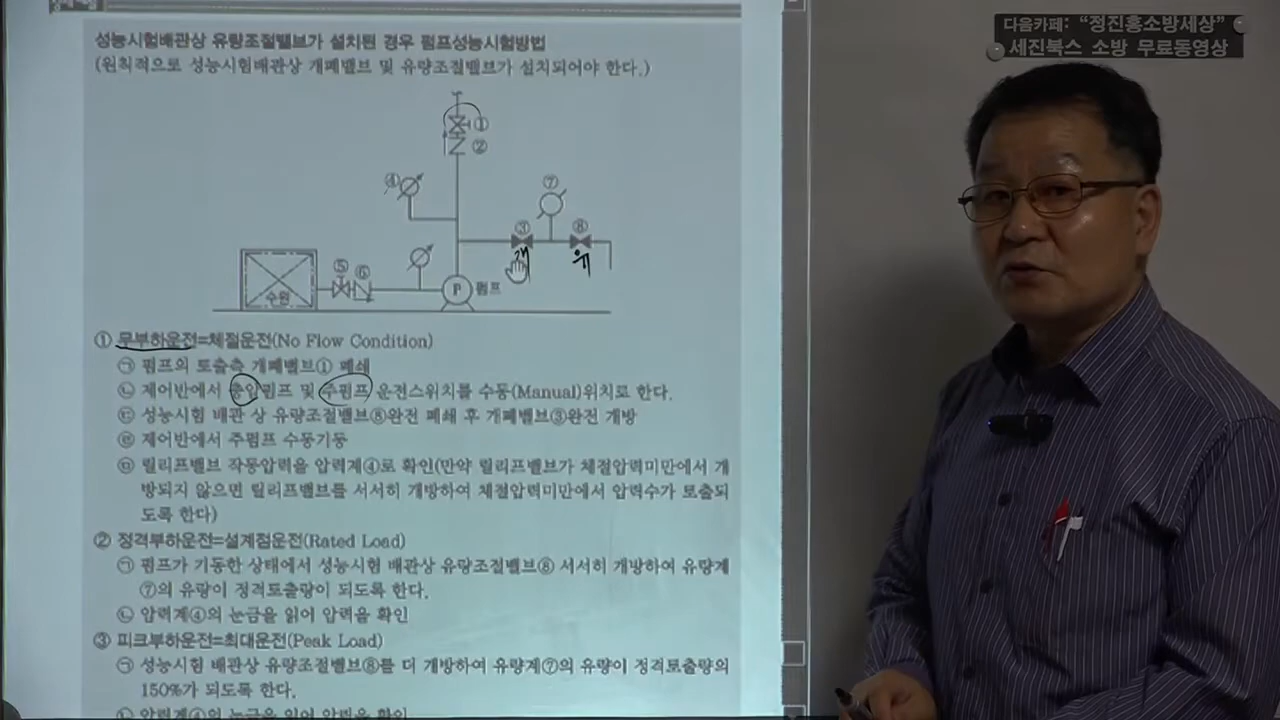 다음카페: “정진홍소방세상”
세진북스 소방 무료동영상
성능시험배관상 유량조절밸브가 설치된 경우 펌프성능시험방법
(원칙적으로 성능시험배관상 개폐밸브 및 유량조절밸브가 설치되어야 한다.)
①
②
④
⑦
③
⑧
개
유
⑤ ⑥
수원
P 펌프
① 무부하운전=체절운전(No Flow Condition)
㉠ 펌프의 토출측 개폐밸브① 폐쇄
㉡ 제어반에서 충압펌프 및 주펌프 운전스위치를 수동(Manual)위치로 한다.
㉢ 성능시험 배관 상 유량조절밸브⑧완전 폐쇄 후 개폐밸브③완전 개방
㉣ 제어반에서 주펌프 수동기동
㉤ 릴리프밸브 작동압력을 압력계④로 확인(만약 릴리프밸브가 체절압력미만에서 개
방되지 않으면 릴리프밸브를 서서히 개방하여 체절압력미만에서 압력수가 토출되
도록 한다)
② 정격부하운전=설계점운전(Rated Load)
㉠ 펌프가 기동한 상태에서 성능시험 배관상 유량조절밸브⑧ 서서히 개방하여 유량계
⑦의 유량이 정격토출량이 되도록 한다.
㉡ 압력계④의 눈금을 읽어 압력을 확인
③ 피크부하운전=최대운전(Peak Load)
㉠ 성능시험 배관상 유량조절밸브⑧를 더 개방하여 유량계⑦의 유량이 정격토출량의
150%가 되도록 한다.
㉡ 압력계④의 눈금을 읽어 압력을 확인